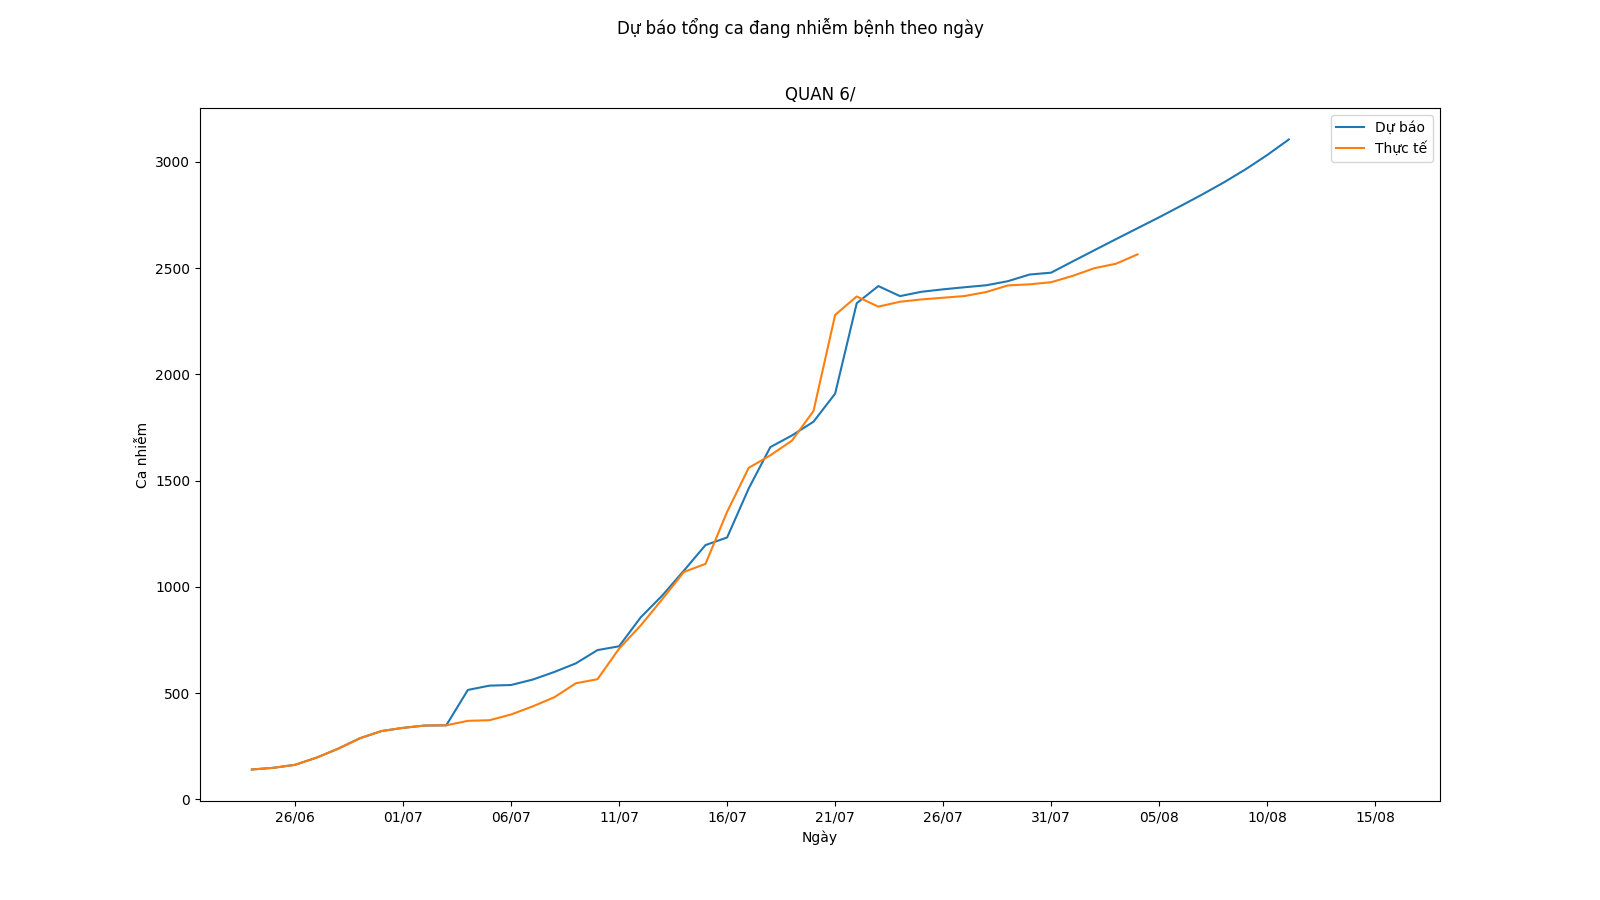 Dự báo tổng ca đang nhiễm bệnh theo ngày
QUAN 6/
Dự báo
Thực tế
3000
2500
2000
1500
1000
500
0
Ca nhiễm
26/06 01/07 06/07 11/07 16/07 21/07 26/07 31/07 05/08 10/08 15/08
Ngày